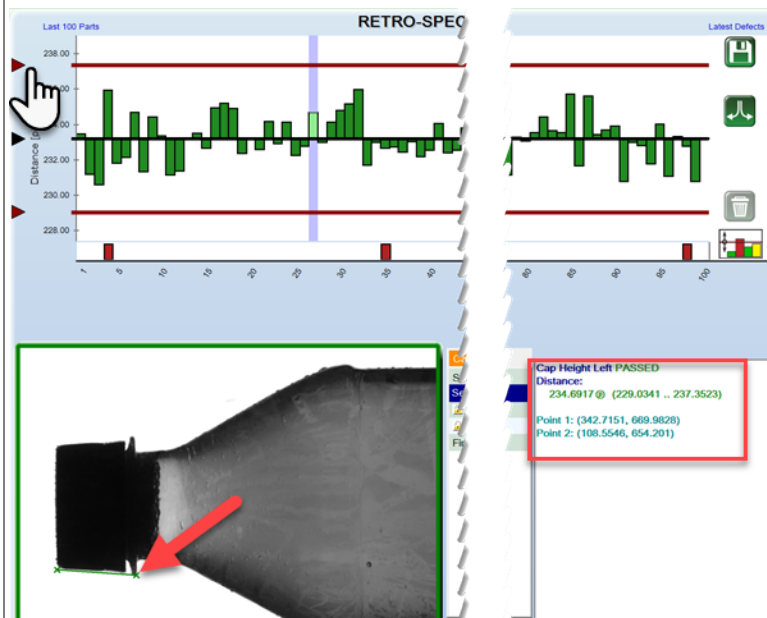 Last 100 Parts
RETRO-SPEC
Latest Defects
238.00
Distance [p
232.00
230.00
228.00
1
5
10
15
20
25
30
35
40
80
85
90
95
100
Cap Height Left PASSED
Distance:
234.6917 ® (229.0341 .. 237.3523)
Point 1: (342.7151, 669.9828)
Point 2: (108.5546, 654.201)